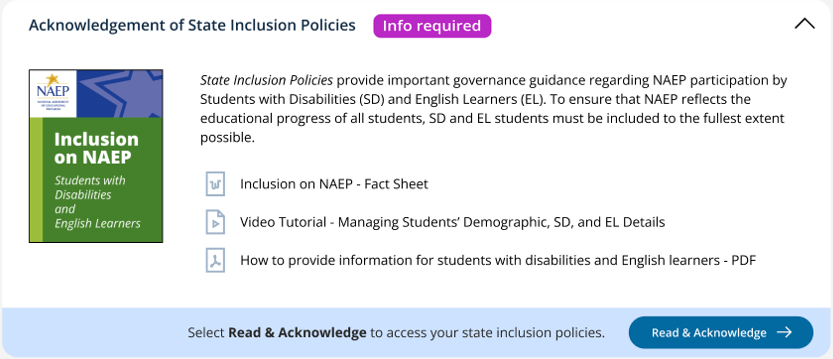 Acknowledgement of State Inclusion Policies Info required
NAEP
Inclusion
on NAEP
Students with
Disabilities
and
English Learners
State Inclusion Policies provide important governance guidance regarding NAEP participation by
Students with Disabilities (SD) and English Learners (EL). To ensure that NAEP reflects the
educational progress of all students, SD and EL students must be included to the fullest extent
possible.
Inclusion on NAEP - Fact Sheet
Video Tutorial - Managing Students’ Demographic, SD, and EL Details
How to provide information for students with disabilities and English learners - PDF
Select Read & Acknowledge to access your state inclusion policies.
Read & Acknowledge